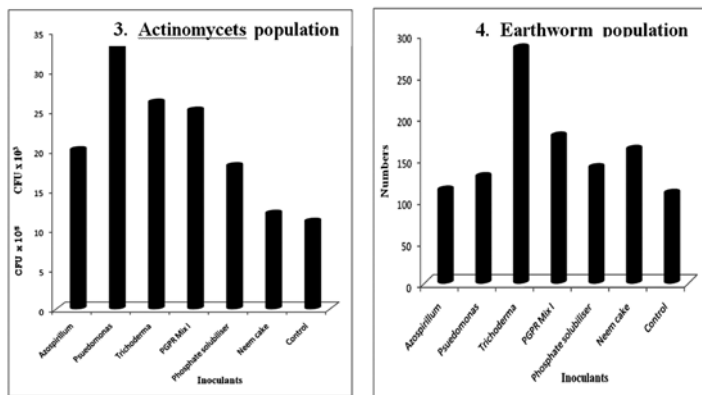 3. Actinomycets population
35
30
25
20
15
10
5
0
CFU x 10³
CFU x 10⁶
Azospirillum
Psuedomonas
Trichoderma
PGPR Mix I
Phosphate solubiliser
Neem cake
Control
Inoculants
4. Earthworm population
300
250
200
150
100
50
0
Numbers
Azospirillum
Psuedomonas
Trichoderma
PGPR Mix I
Phosphate solubiliser
Neem cake
Control
Inoculants